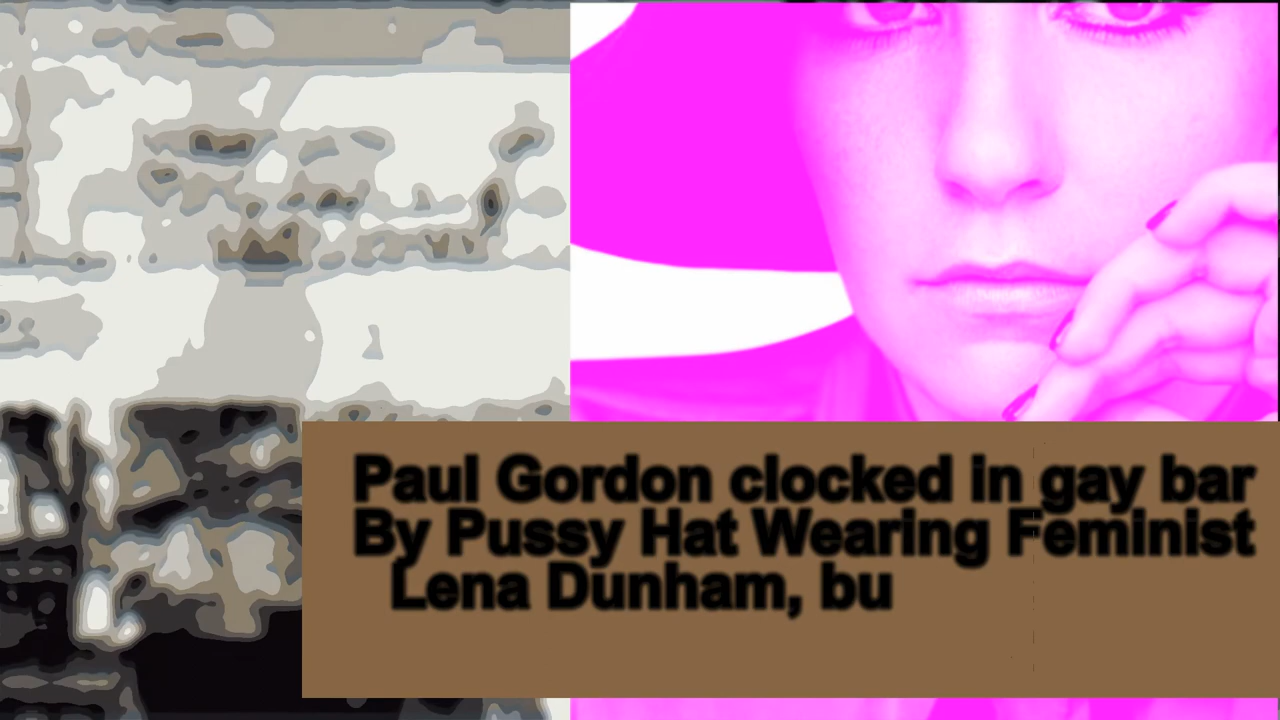 Paul Gordon clocked in gay bar
By Pussy Hat Wearing Feminist
Lena Dunham, bu